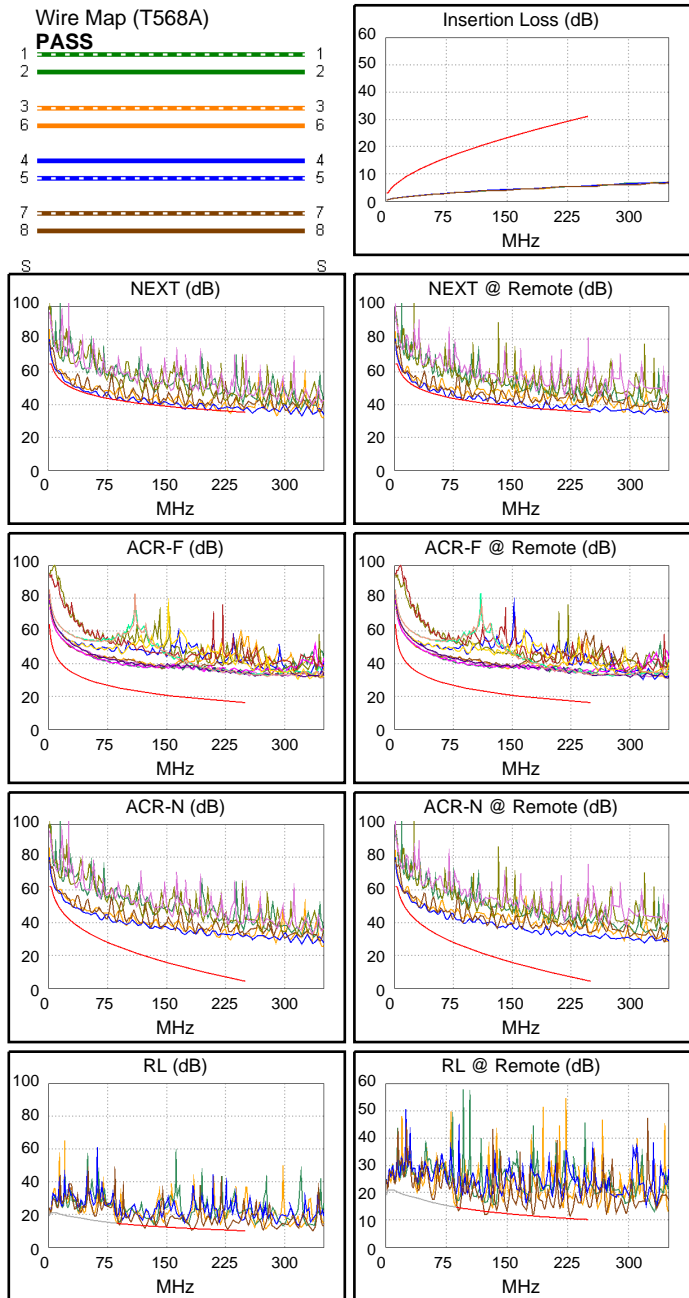 Wire Map (T568A)
PASS
1 1
2 2
3 3
6 6
4 4
5 5
7 7
8 8
S S
Insertion Loss (dB)
60
50
40
30
20
10
0
0 75 150 225 300
MHz
NEXT (dB)
100
80
60
40
20
0
0 75 150 225 300
MHz
NEXT @ Remote (dB)
100
80
60
40
20
0
0 75 150 225 300
MHz
ACR-F (dB)
100
80
60
40
20
0
0 75 150 225 300
MHz
ACR-F @ Remote (dB)
100
80
60
40
20
0
0 75 150 225 300
MHz
ACR-N (dB)
100
80
60
40
20
0
0 75 150 225 300
MHz
ACR-N @ Remote (dB)
100
80
60
40
20
0
0 75 150 225 300
MHz
RL (dB)
100
80
60
40
20
0
0 75 150 225 300
MHz
RL @ Remote (dB)
60
50
40
30
20
10
0
0 75 150 225 300
MHz